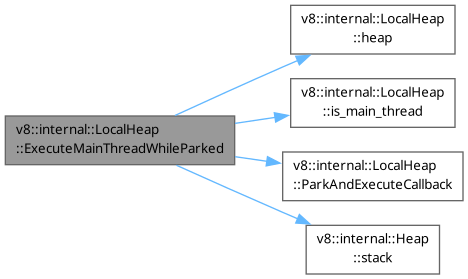 v8::internal::LocalHeap
::ExecuteMainThreadWhileParked
v8::internal::LocalHeap
::heap
v8::internal::LocalHeap
::is_main_thread
v8::internal::LocalHeap
::ParkAndExecuteCallback
v8::internal::Heap
::stack